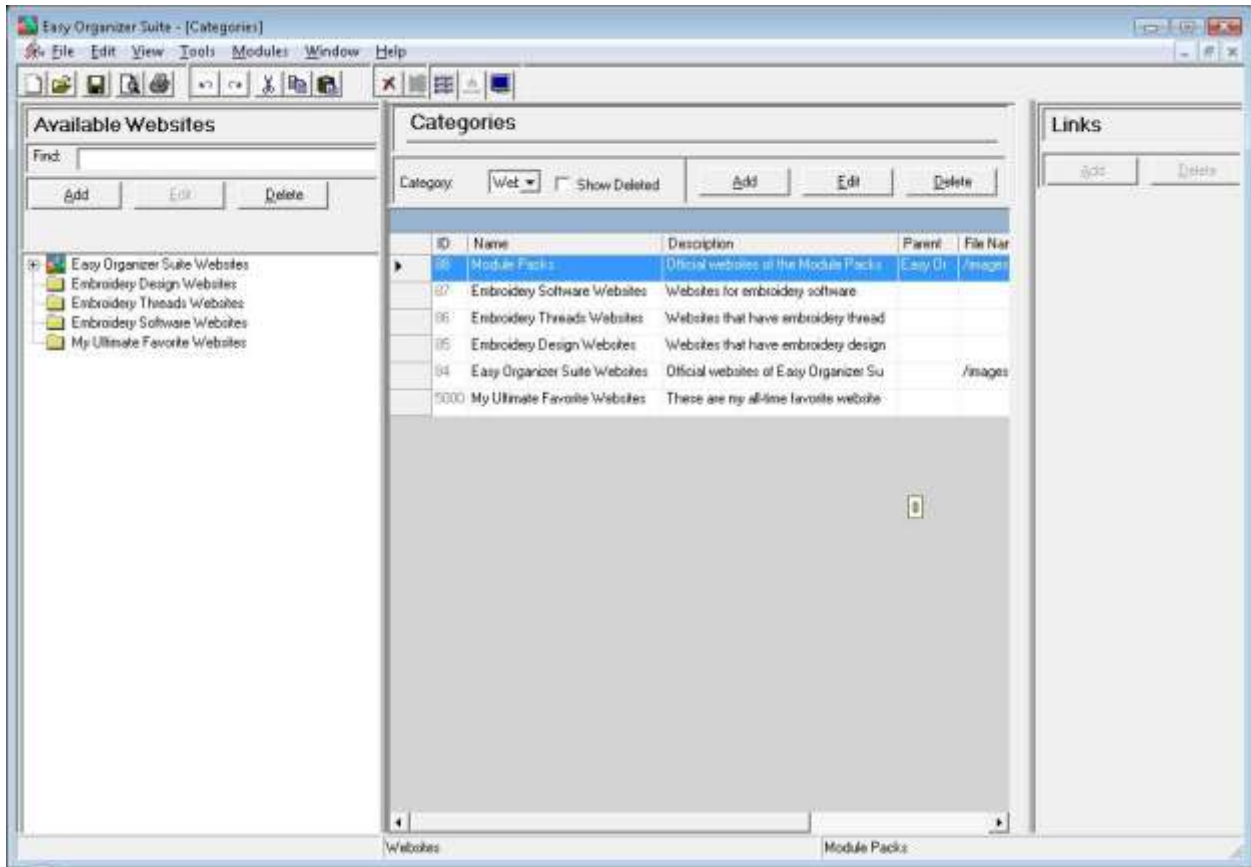 Easy Organizer Suite - [Categories]
File Edit View Tools Modules Window Help
Available Websites
Find:
Add Edit Delete
Easy Organizer Suite Websites
Embroidery Design Websites
Embroidery Threads Websites
Embroidery Software Websites
My Ultimate Favorite Websites
Categories
Category: Wet Show Deleted Add Edit Delete
ID Name Description Parent File Nar
88 Module Packs Official websites of the Module Packs Easy Or /images
87 Embroidery Software Websites Websites for embroidery software
86 Embroidery Threads Websites Websites that have embroidery thread
85 Embroidery Design Websites Websites that have embroidery design
84 Easy Organizer Suite Websites Official websites of Easy Organizer Su /images
5000 My Ultimate Favorite Websites These are my all-time favorite website
Links
Add Delete
Websites Module Packs